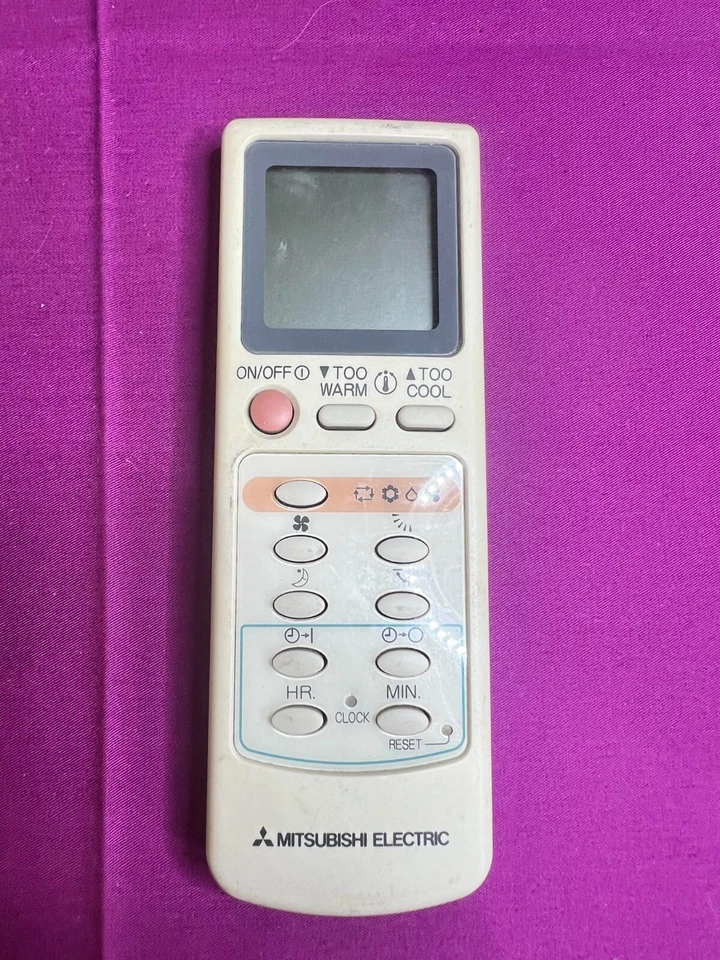 ON/OFF ▼TOO WARM ▲TOO COOL
HR. MIN.
CLOCK
RESET
MITSUBISHI ELECTRIC